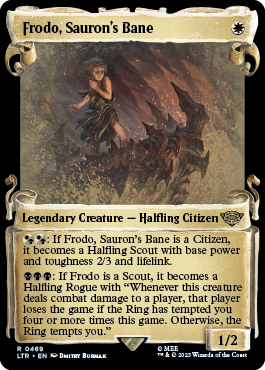 Frodo, Sauron's Bane
Legendary Creature — Halfling Citizen
: If Frodo, Sauron's Bane is a Citizen,
it becomes a Halfling Scout with base power
and toughness 2/3 and lifelink.
: If Frodo is a Scout, it becomes a
Halfling Rogue with “Whenever this creature
deals combat damage to a player, that player
loses the game if the Ring has tempted you
four or more times this game. Otherwise, the
Ring tempts you.”
1/2
R 0469
LTR • EN Dmitry Burmak
© MEE
™ & © 2023 Wizards of the Coast